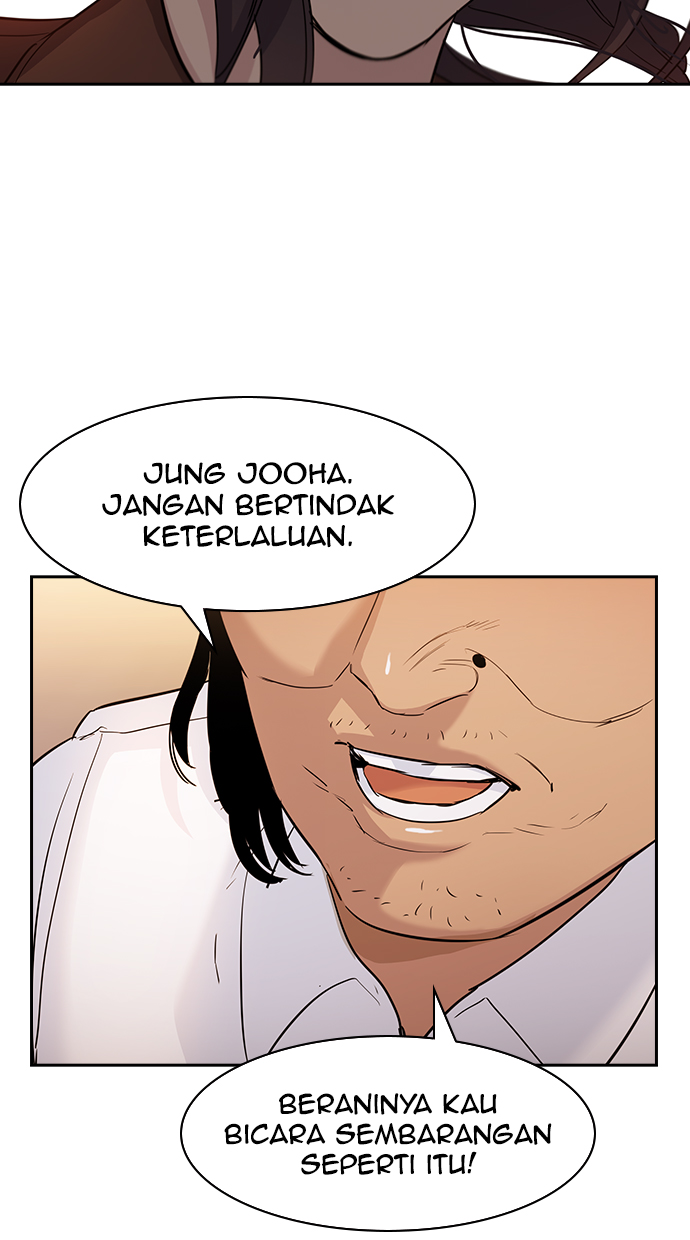 JUNG JOOHA.
JANGAN BERTINDAK
KETERLALUAN.
BERANINYA KAU
BICARA SEMBARANGAN
SEPERTI ITU!